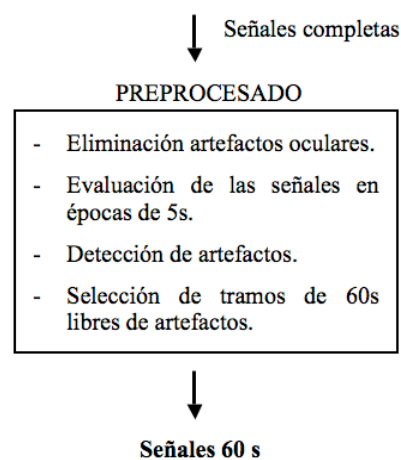 Señales completas
PREPROCESADO
- Eliminación artefactos oculares.
- Evaluación de las señales en
épocas de 5s.
- Detección de artefactos.
- Selección de tramos de 60s
libres de artefactos.
Señales 60 s